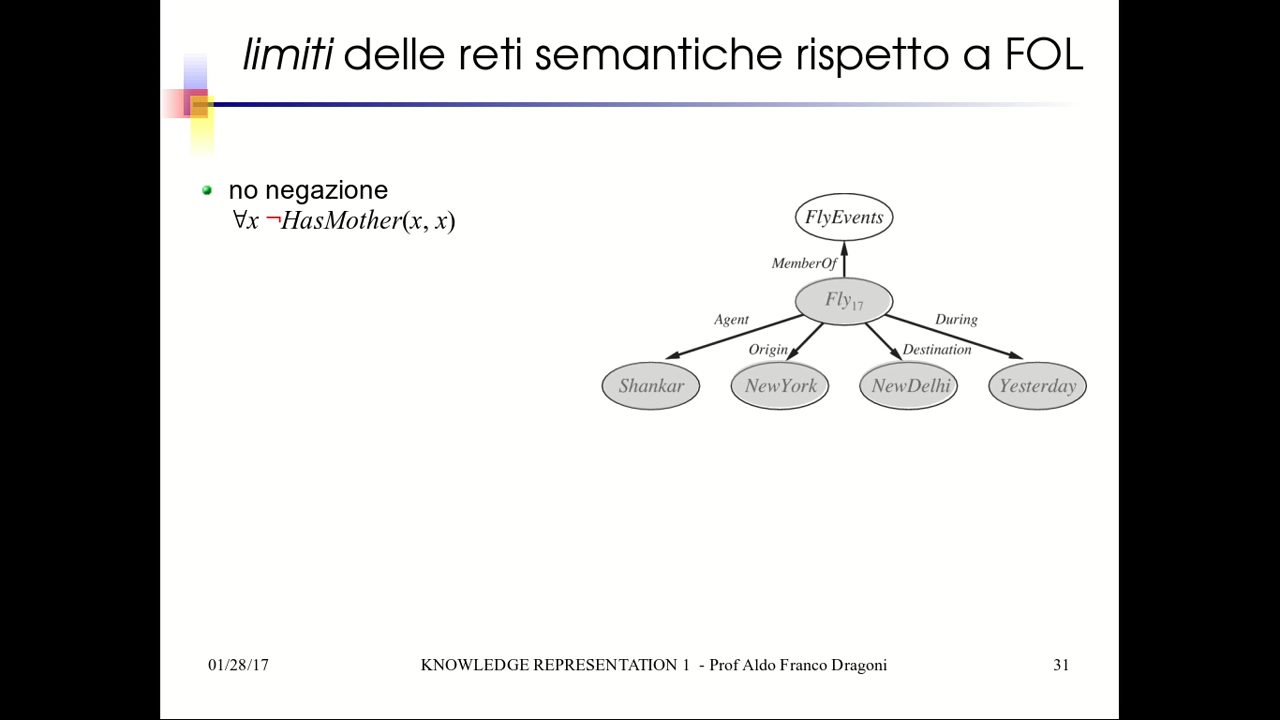 limiti delle reti semantiche rispetto a FOL
no negazione
∀x ¬HasMother(x, x)
FlyEvents
MemberOf
Fly₁₇
Agent
During
Origin
Destination
Shankar
NewYork
NewDelhi
Yesterday
01/28/17
KNOWLEDGE REPRESENTATION 1 - Prof Aldo Franco Dragoni
31